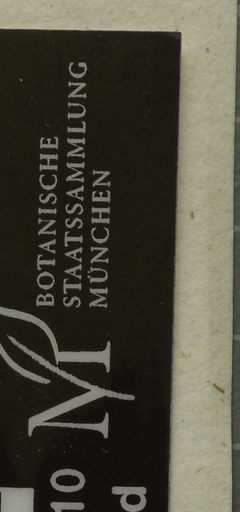 BOTANISCHE
STAATSSAMMLUNG
MÜNCHEN
M
10
d